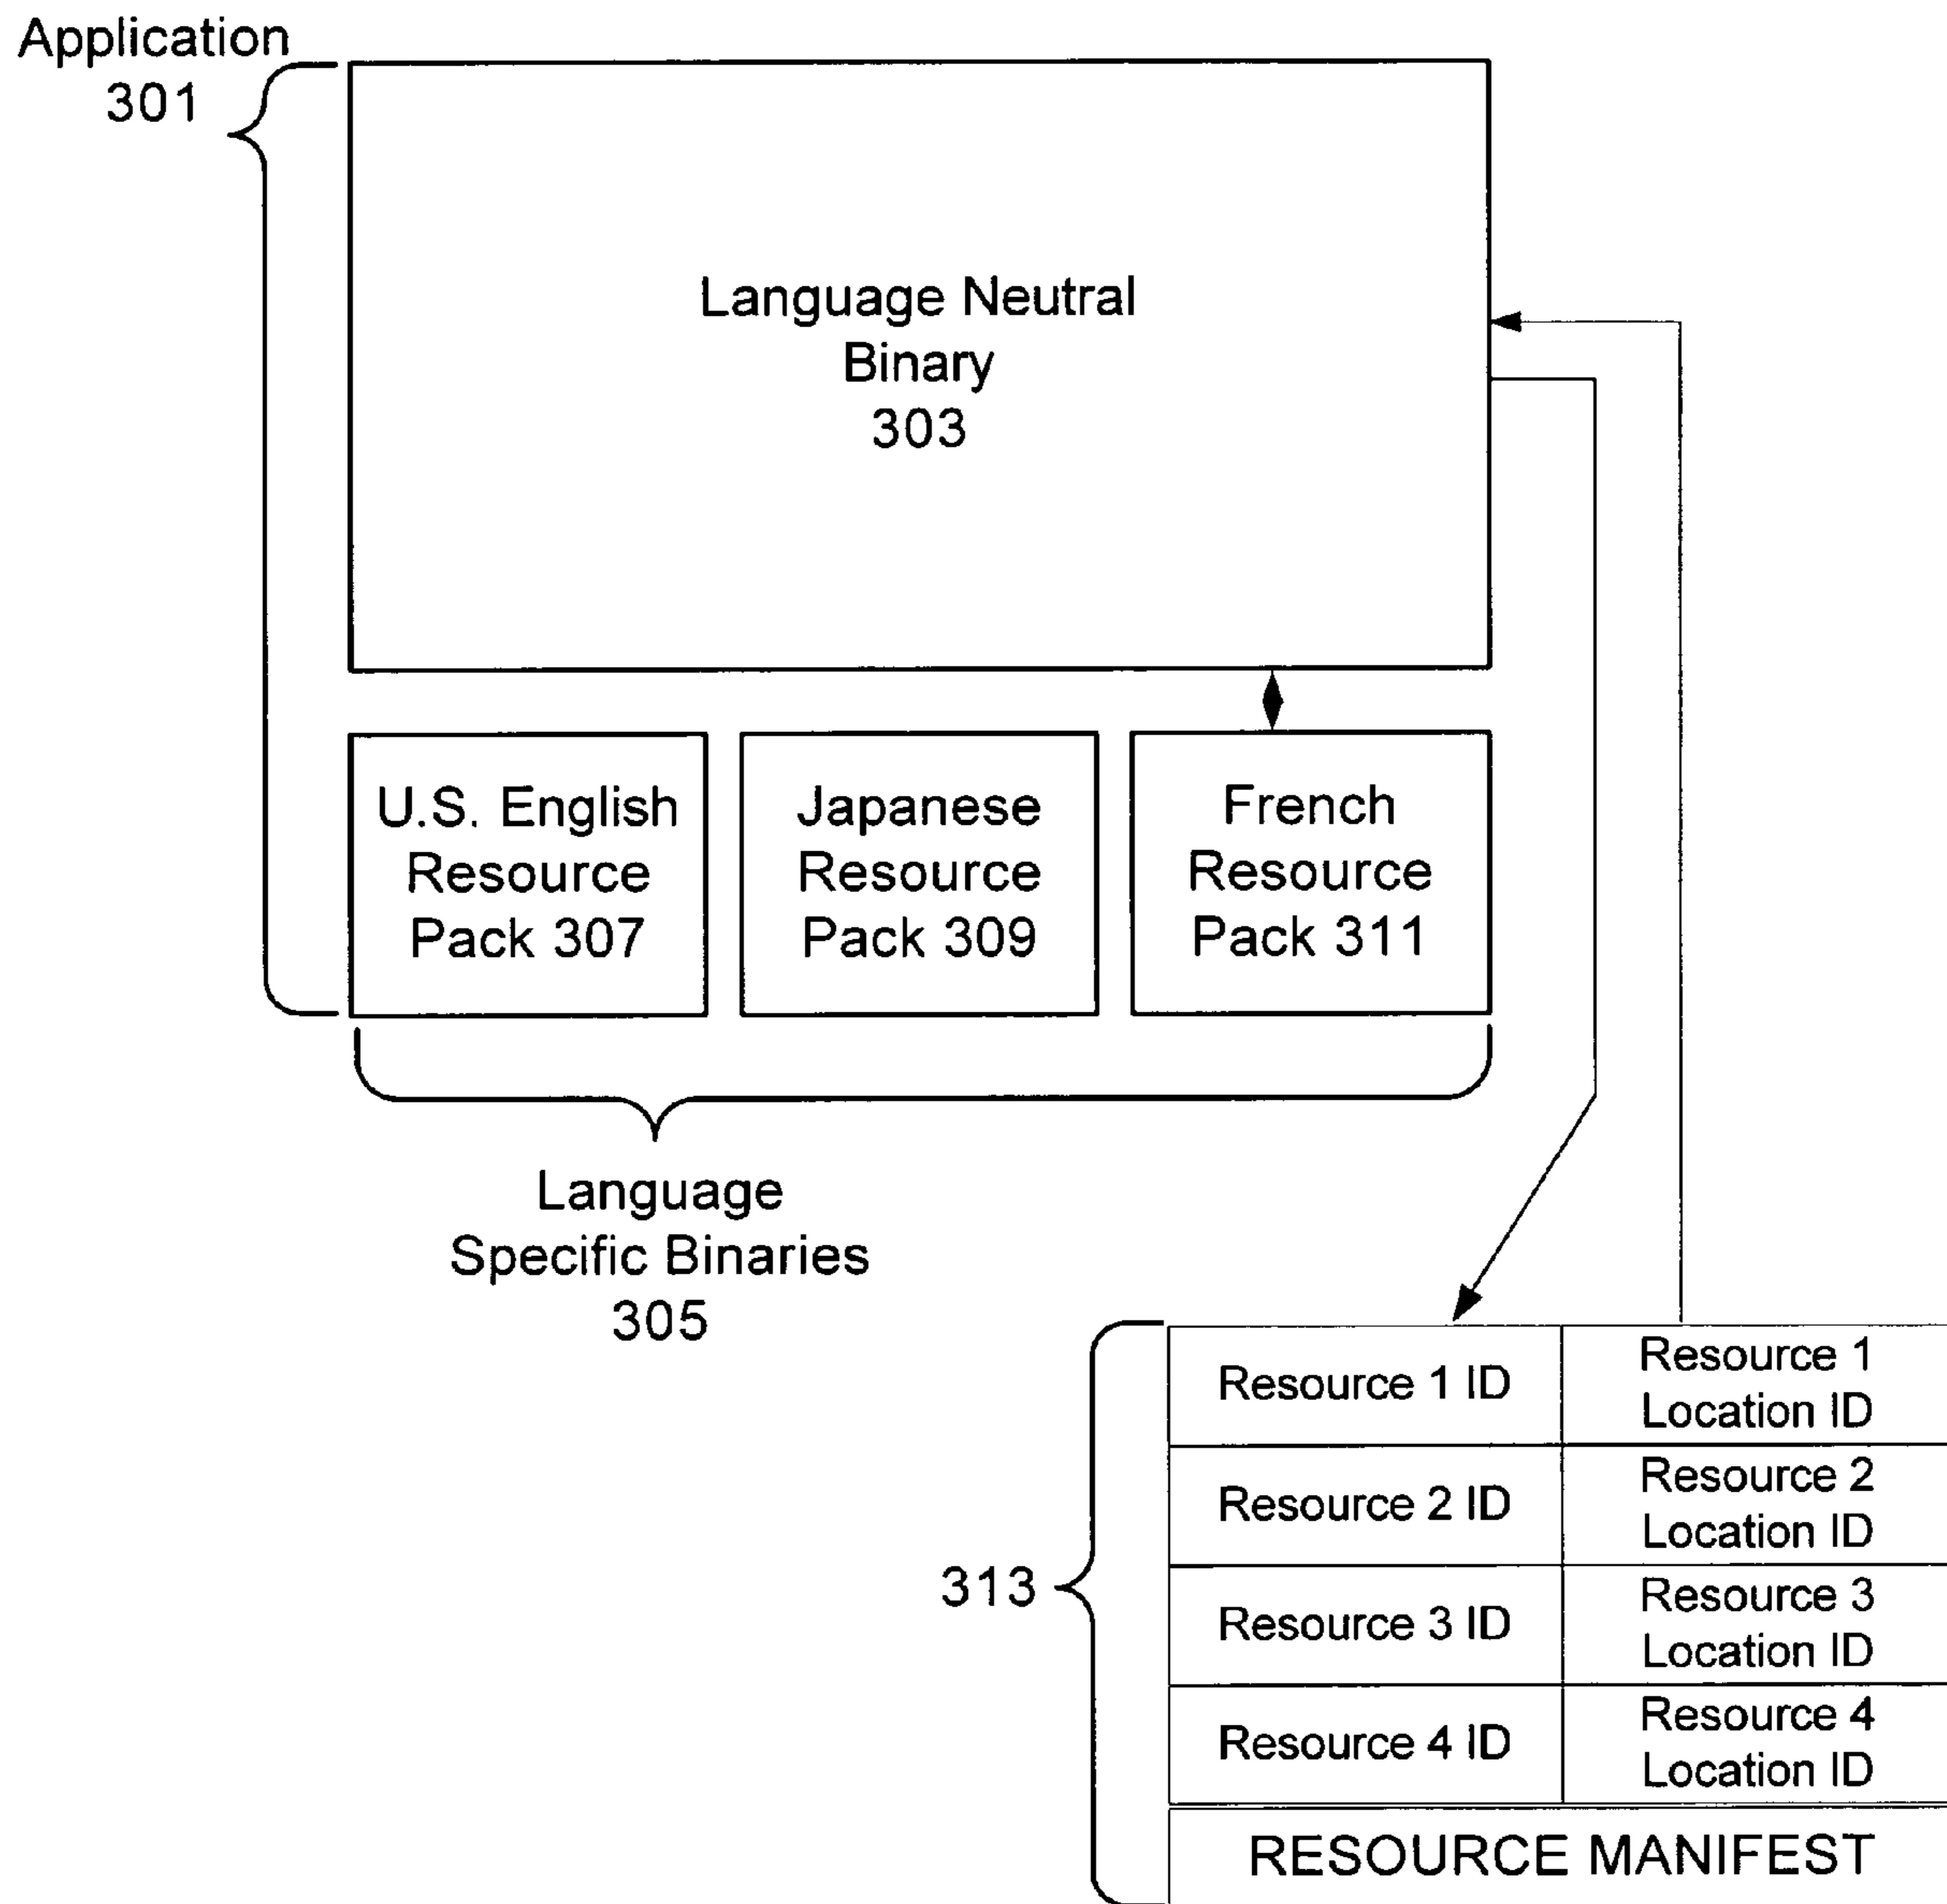 Application
301
Language Neutral
Binary
303
U.S. English
Resource
Pack 307
Japanese
Resource
Pack 309
French
Resource
Pack 311
Language
Specific Binaries
305
313
Resource 1 ID
Resource 1
Location ID
Resource 2 ID
Resource 2
Location ID
Resource 3 ID
Resource 3
Location ID
Resource 4 ID
Resource 4
Location ID
RESOURCE MANIFEST